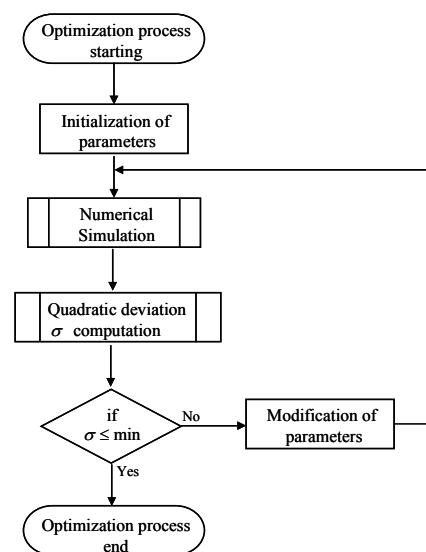 Optimization process
starting
Initialization of
parameters
Numerical
Simulation
Quadratic deviation
σ computation
if
σ ≤ min
No
Modification of
parameters
Yes
Optimization process
end